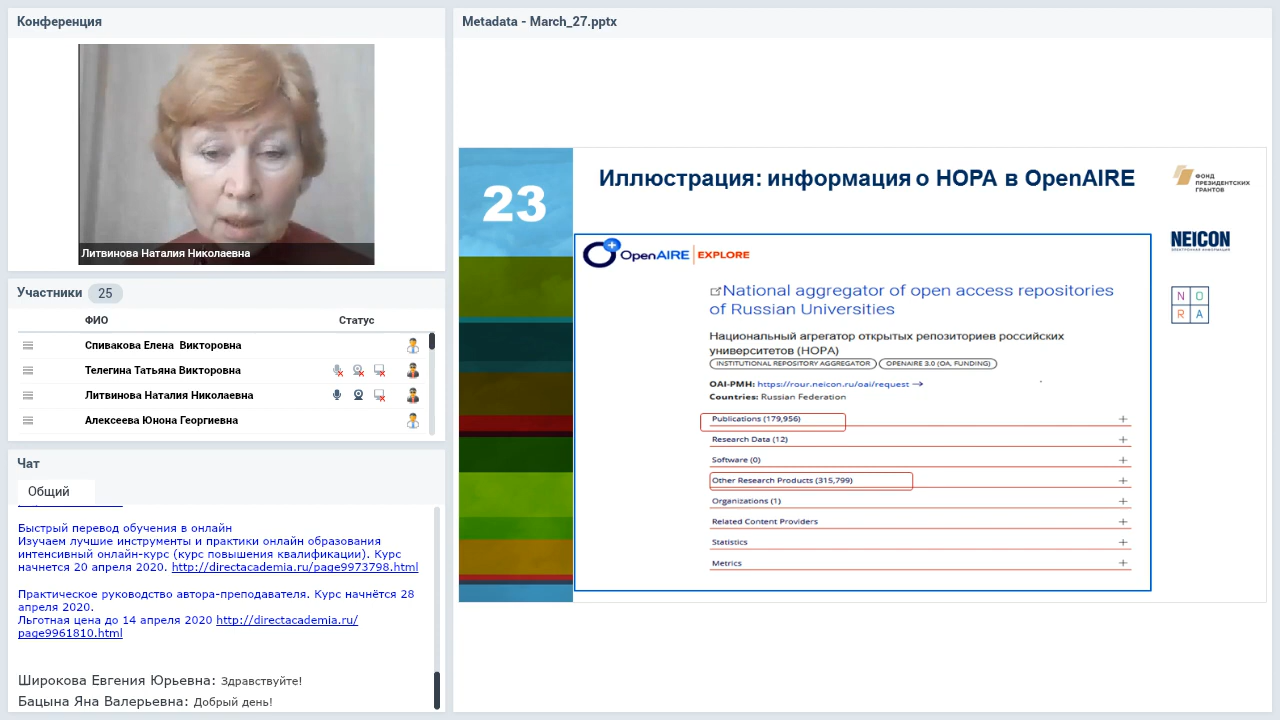 Конференция
Литвинова Наталия Николаевна
Участники 25
ФИО Статус
Спивакова Елена Викторовна
Телегина Татьяна Викторовна
Литвинова Наталия Николаевна
Алексеева Юнона Георгиевна
Чат
Общий
Быстрый перевод обучения в онлайн
Изучаем лучшие инструменты и практики онлайн образования
интенсивный онлайн-курс (курс повышения квалификации). Курс
начнется 20 апреля 2020. http://directacademia.ru/page9973798.html
Практическое руководство автора-преподавателя. Курс начнётся 28
апреля 2020.
Льготная цена до 14 апреля 2020 http://directacademia.ru/
page9961810.html
Широкова Евгения Юрьевна: Здравствуйте!
Бацына Яна Валерьевна: Добрый день!
Metadata - March_27.pptx
23
Иллюстрация: информация о НОРА в OpenAIRE
ФОНД
ПРЕЗИДЕНТСКИХ
ГРАНТОВ
NEICON
ЭЛЕКТРОННАЯ ИНФОРМАЦИЯ
N O
R A
OpenAIRE | EXPLORE
National aggregator of open access repositories
of Russian Universities
Национальный агрегатор открытых репозиториев российских
университетов (НОРА)
INSTITUTIONAL REPOSITORY AGGREGATOR OPENAIRE 3.0 (OA, FUNDING)
OAI-PMH: https://rour.neicon.ru/oai/request →
Countries: Russian Federation
Publications (179,956) +
Research Data (12) +
Software (0) +
Other Research Products (315,799) +
Organizations (1) +
Related Content Providers +
Statistics +
Metrics +